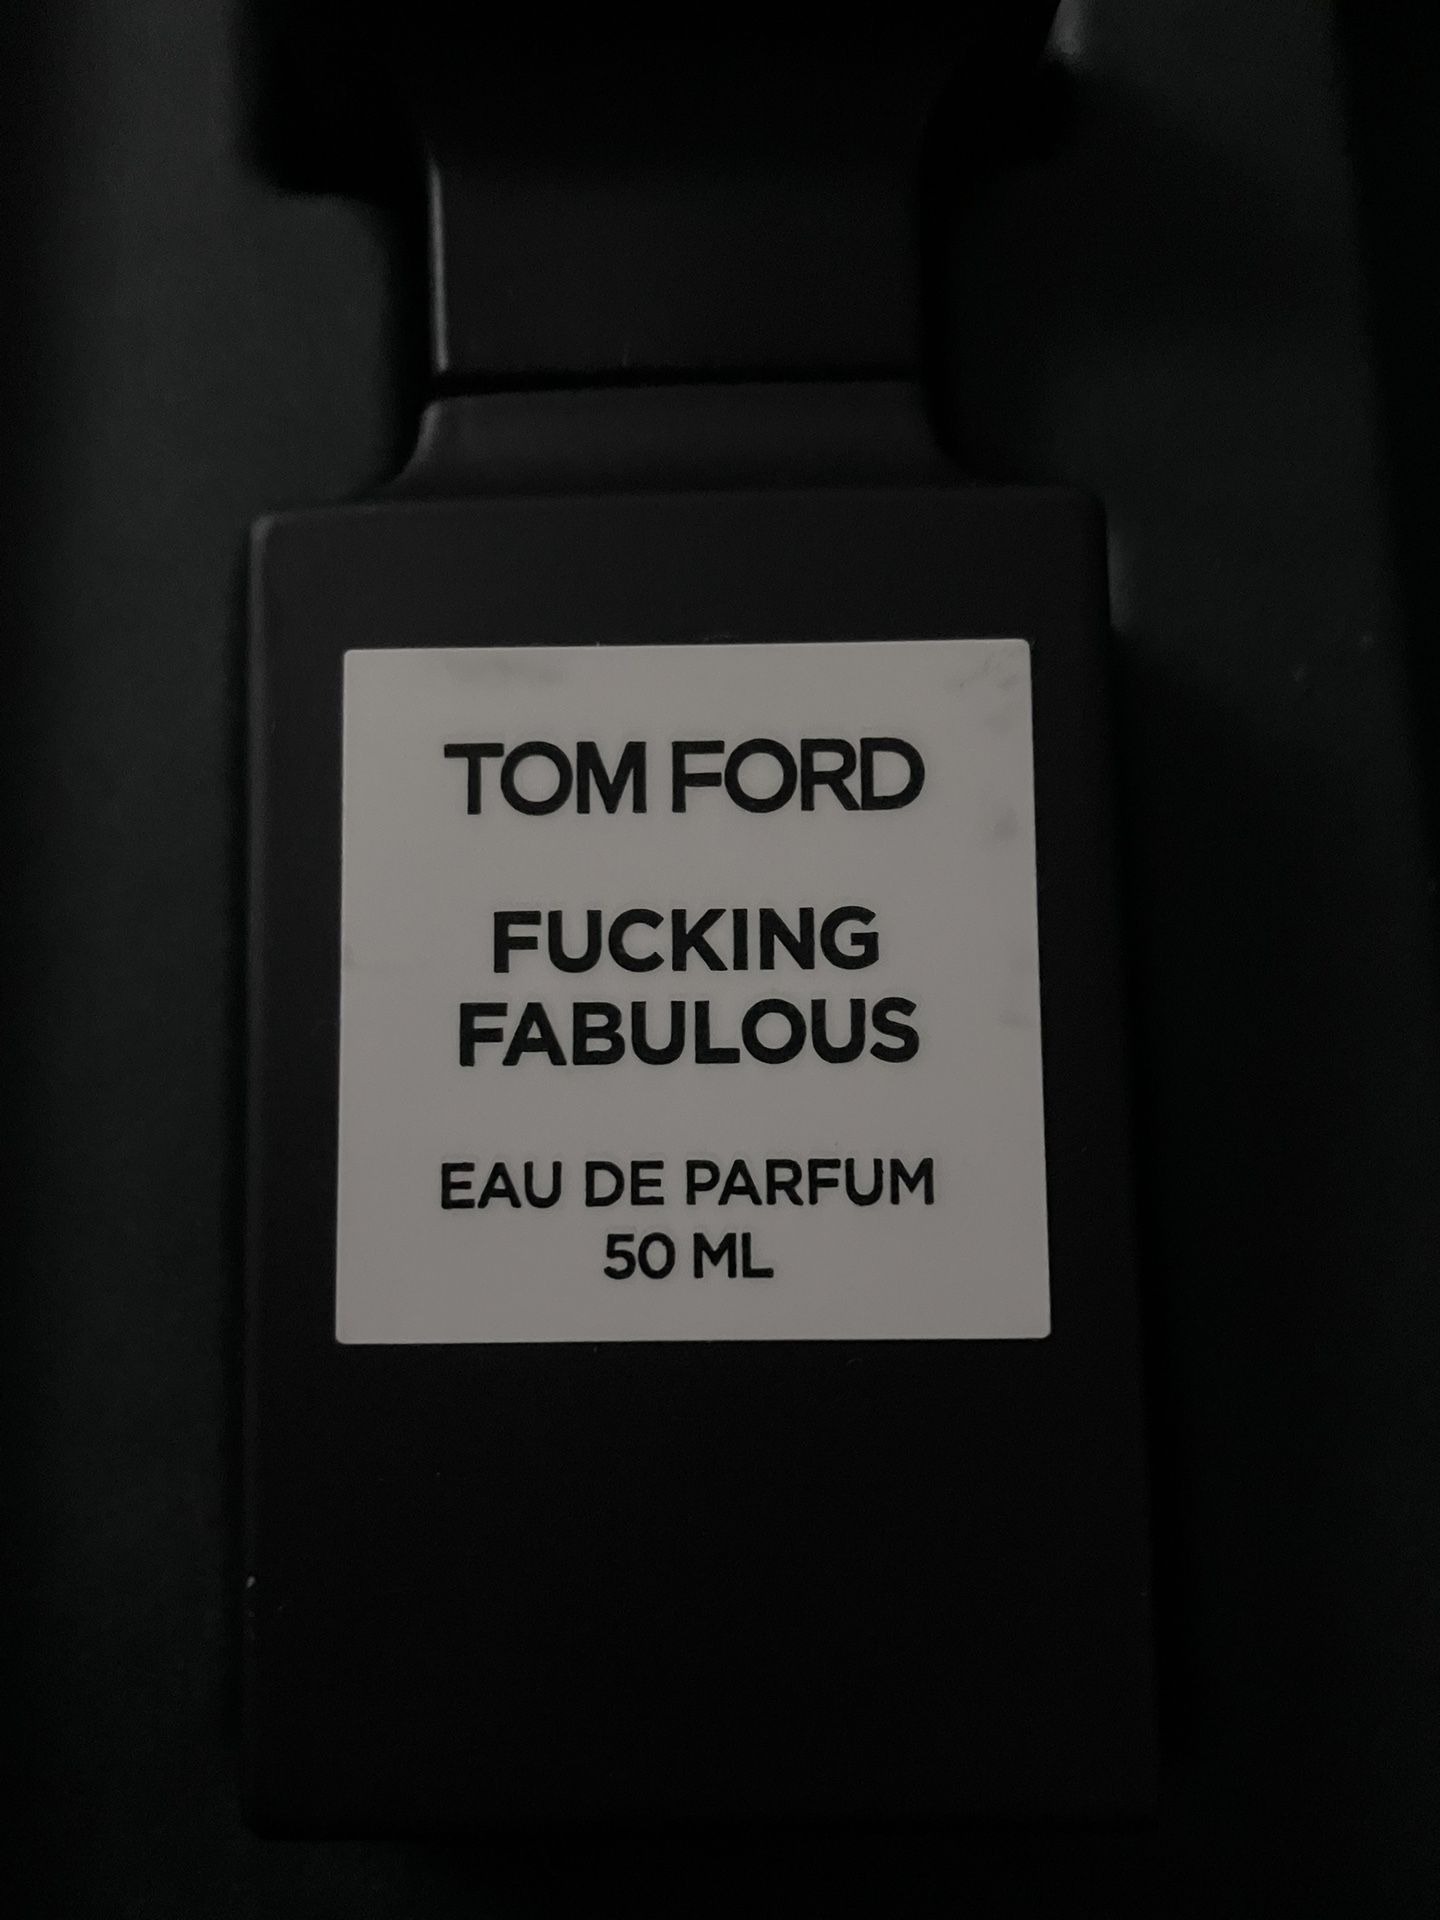 TOM FORD
FUCKING
FABULOUS
EAU DE PARFUM
50 ML